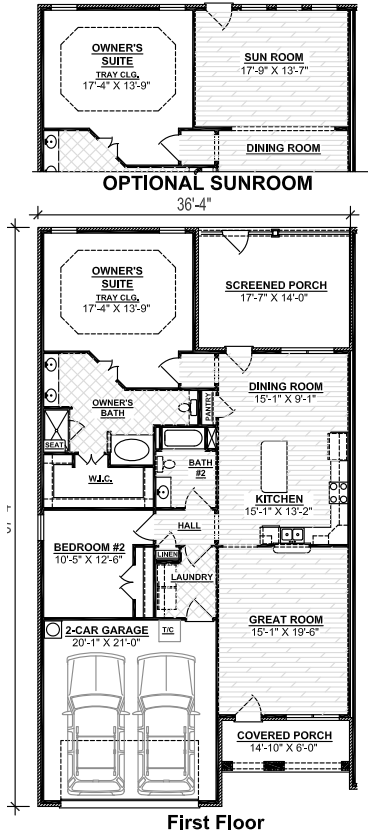 OWNER'S
SUITE
TRAY CLG.
17'-4" X 13'-9"
SUN ROOM
17'-9" X 13'-7"
DINING ROOM
OPTIONAL SUNROOM
36'-4"
OWNER'S
SUITE
TRAY CLG.
17'-4" X 13'-9"
SCREENED PORCH
17'-7" X 14'-0"
DINING ROOM
15'-1" X 9'-1"
OWNER'S
BATH
PANTRY
SEAT
BATH
#2
W.I.C.
KITCHEN
15'-1" X 13'-2"
HALL
BEDROOM #2
10'-5" X 12'-6"
LINEN
LAUNDRY
GREAT ROOM
15'-1" X 19'-6"
2-CAR GARAGE
20'-1" X 21'-0"
T/C
COVERED PORCH
14'-10" X 6'-0"
First Floor